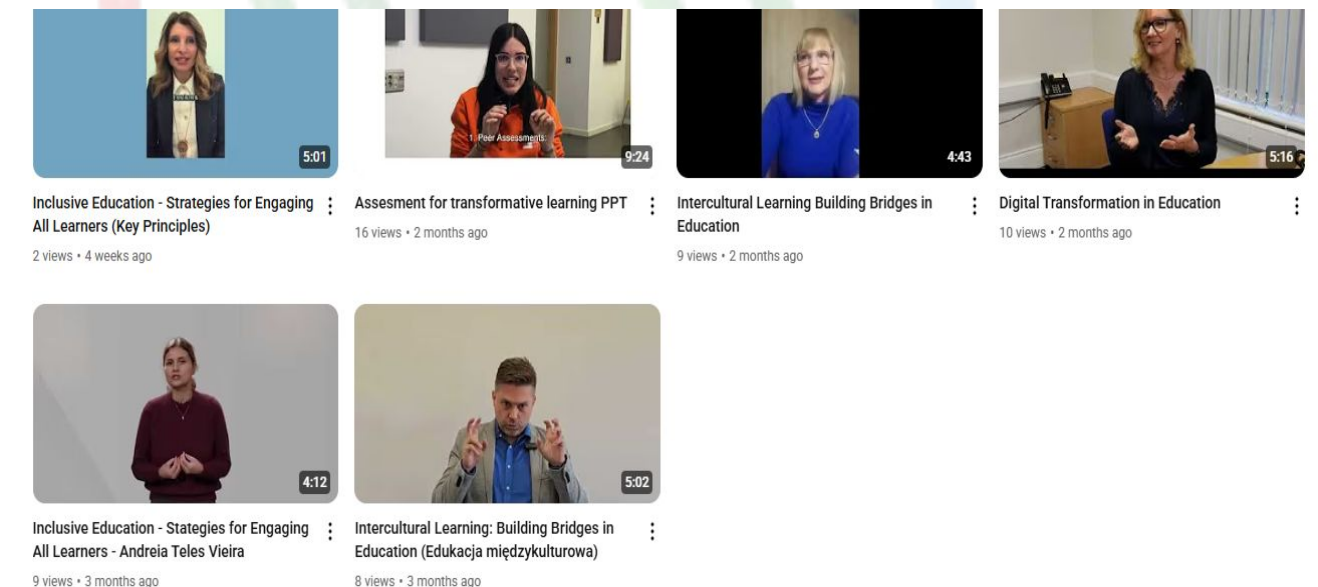 5:01
1. Peer Assessments:
9:24
4:43
5:16
Inclusive Education - Strategies for Engaging
All Learners (Key Principles)
2 views • 4 weeks ago
Assesment for transformative learning PPT
16 views • 2 months ago
Intercultural Learning Building Bridges in
Education
9 views • 2 months ago
Digital Transformation in Education
10 views • 2 months ago
4:12
5:02
Inclusive Education - Stategies for Engaging
All Learners - Andreia Teles Vieira
9 views • 3 months ago
Intercultural Learning: Building Bridges in
Education (Edukacja międzykulturowa)
8 views • 3 months ago